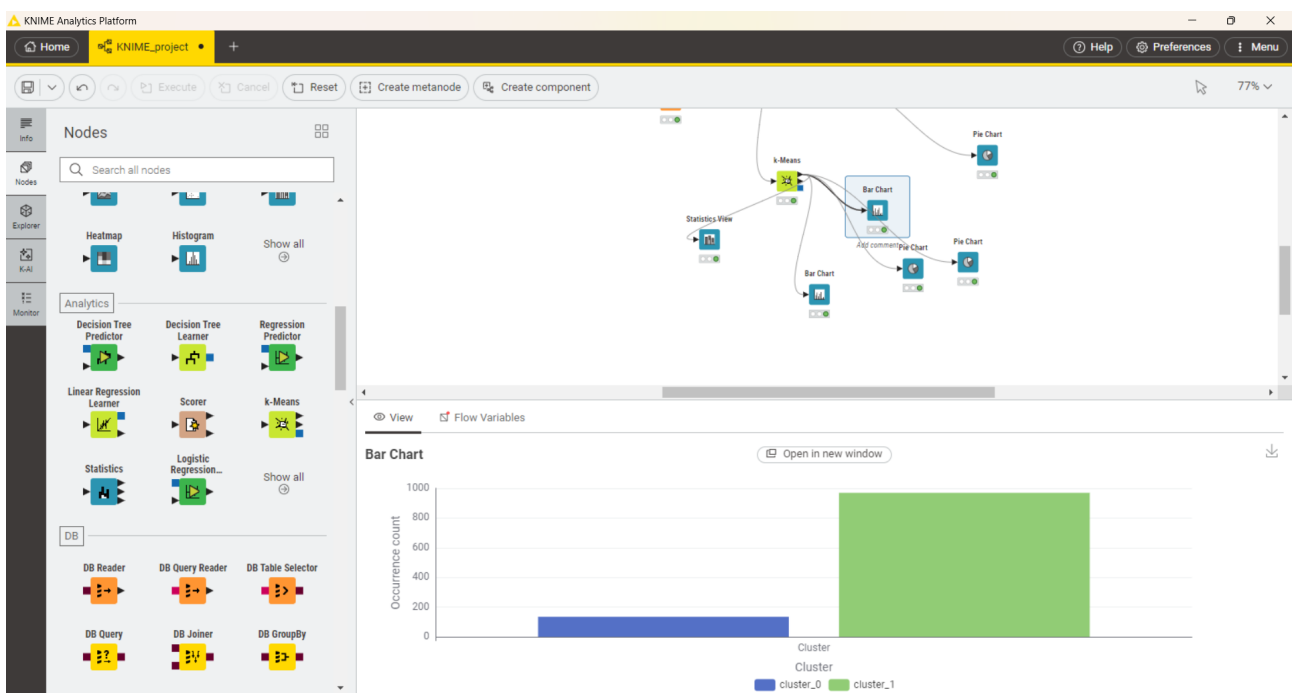 KNIME Analytics Platform
Home
KNIME_project
Help
Preferences
Menu
Execute
Cancel
Reset
Create metanode
Create component
77%
Info
Nodes
Explorer
K-AI
Monitor
Nodes
Search all nodes
Heatmap
Histogram
Show all
Analytics
Decision Tree
Predictor
Decision Tree
Learner
Regression
Predictor
Linear Regression
Learner
Scorer
k-Means
Statistics
Logistic
Regression...
Show all
DB
DB Reader
DB Query Reader
DB Table Selector
DB Query
DB Joiner
DB GroupBy
Pie Chart
k-Means
Bar Chart
Statistics View
Add comment
Pie Chart
Pie Chart
Bar Chart
View
Flow Variables
Bar Chart
Open in new window
1000
800
600
400
200
0
Occurrence count
Cluster
Cluster
cluster_0
cluster_1